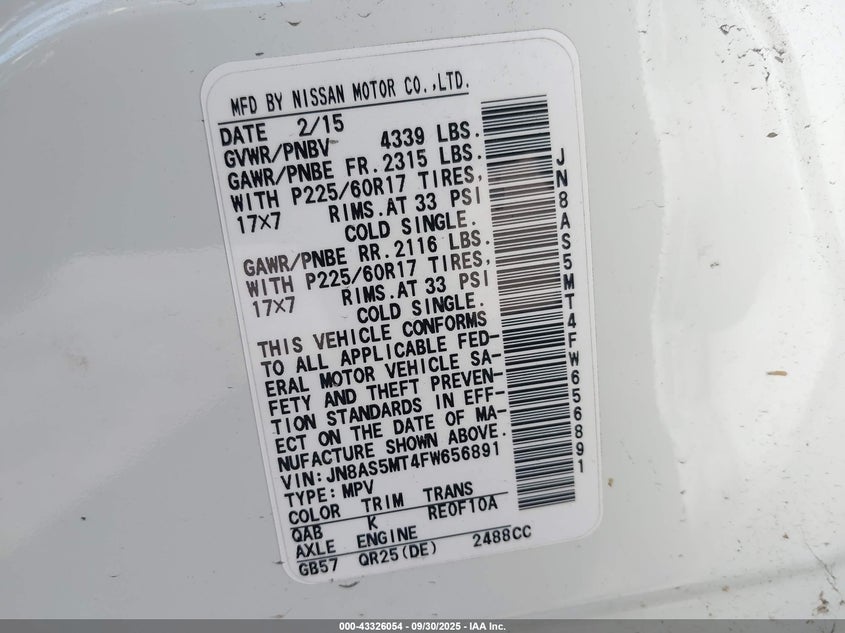 MFD BY NISSAN MOTOR CO.,LTD.
DATE 2/15
GVWR/PNBV 4339 LBS.
GAWR/PNBE FR. 2315 LBS.
WITH P225/60R17 TIRES,
17X7 RIMS.AT 33 PSI
COLD SINGLE.
GAWR/PNBE RR. 2116 LBS.
WITH P225/60R17 TIRES,
17X7 RIMS.AT 33 PSI
COLD SINGLE.
THIS VEHICLE CONFORMS
TO ALL APPLICABLE FED-
ERAL MOTOR VEHICLE SA-
FETY AND THEFT PREVEN-
TION STANDARDS IN EFF-
ECT ON THE DATE OF MA-
NUFACTURE SHOWN ABOVE.
VIN:JN8AS5MT4FW656891
TYPE:MPV
COLOR TRIM TRANS
QAB K RE0F10A
AXLE ENGINE
GB57 QR25(DE) 2488CC
JN8AS5MT4FW656891
000-43326054 - 09/30/2025 - IAA Inc.